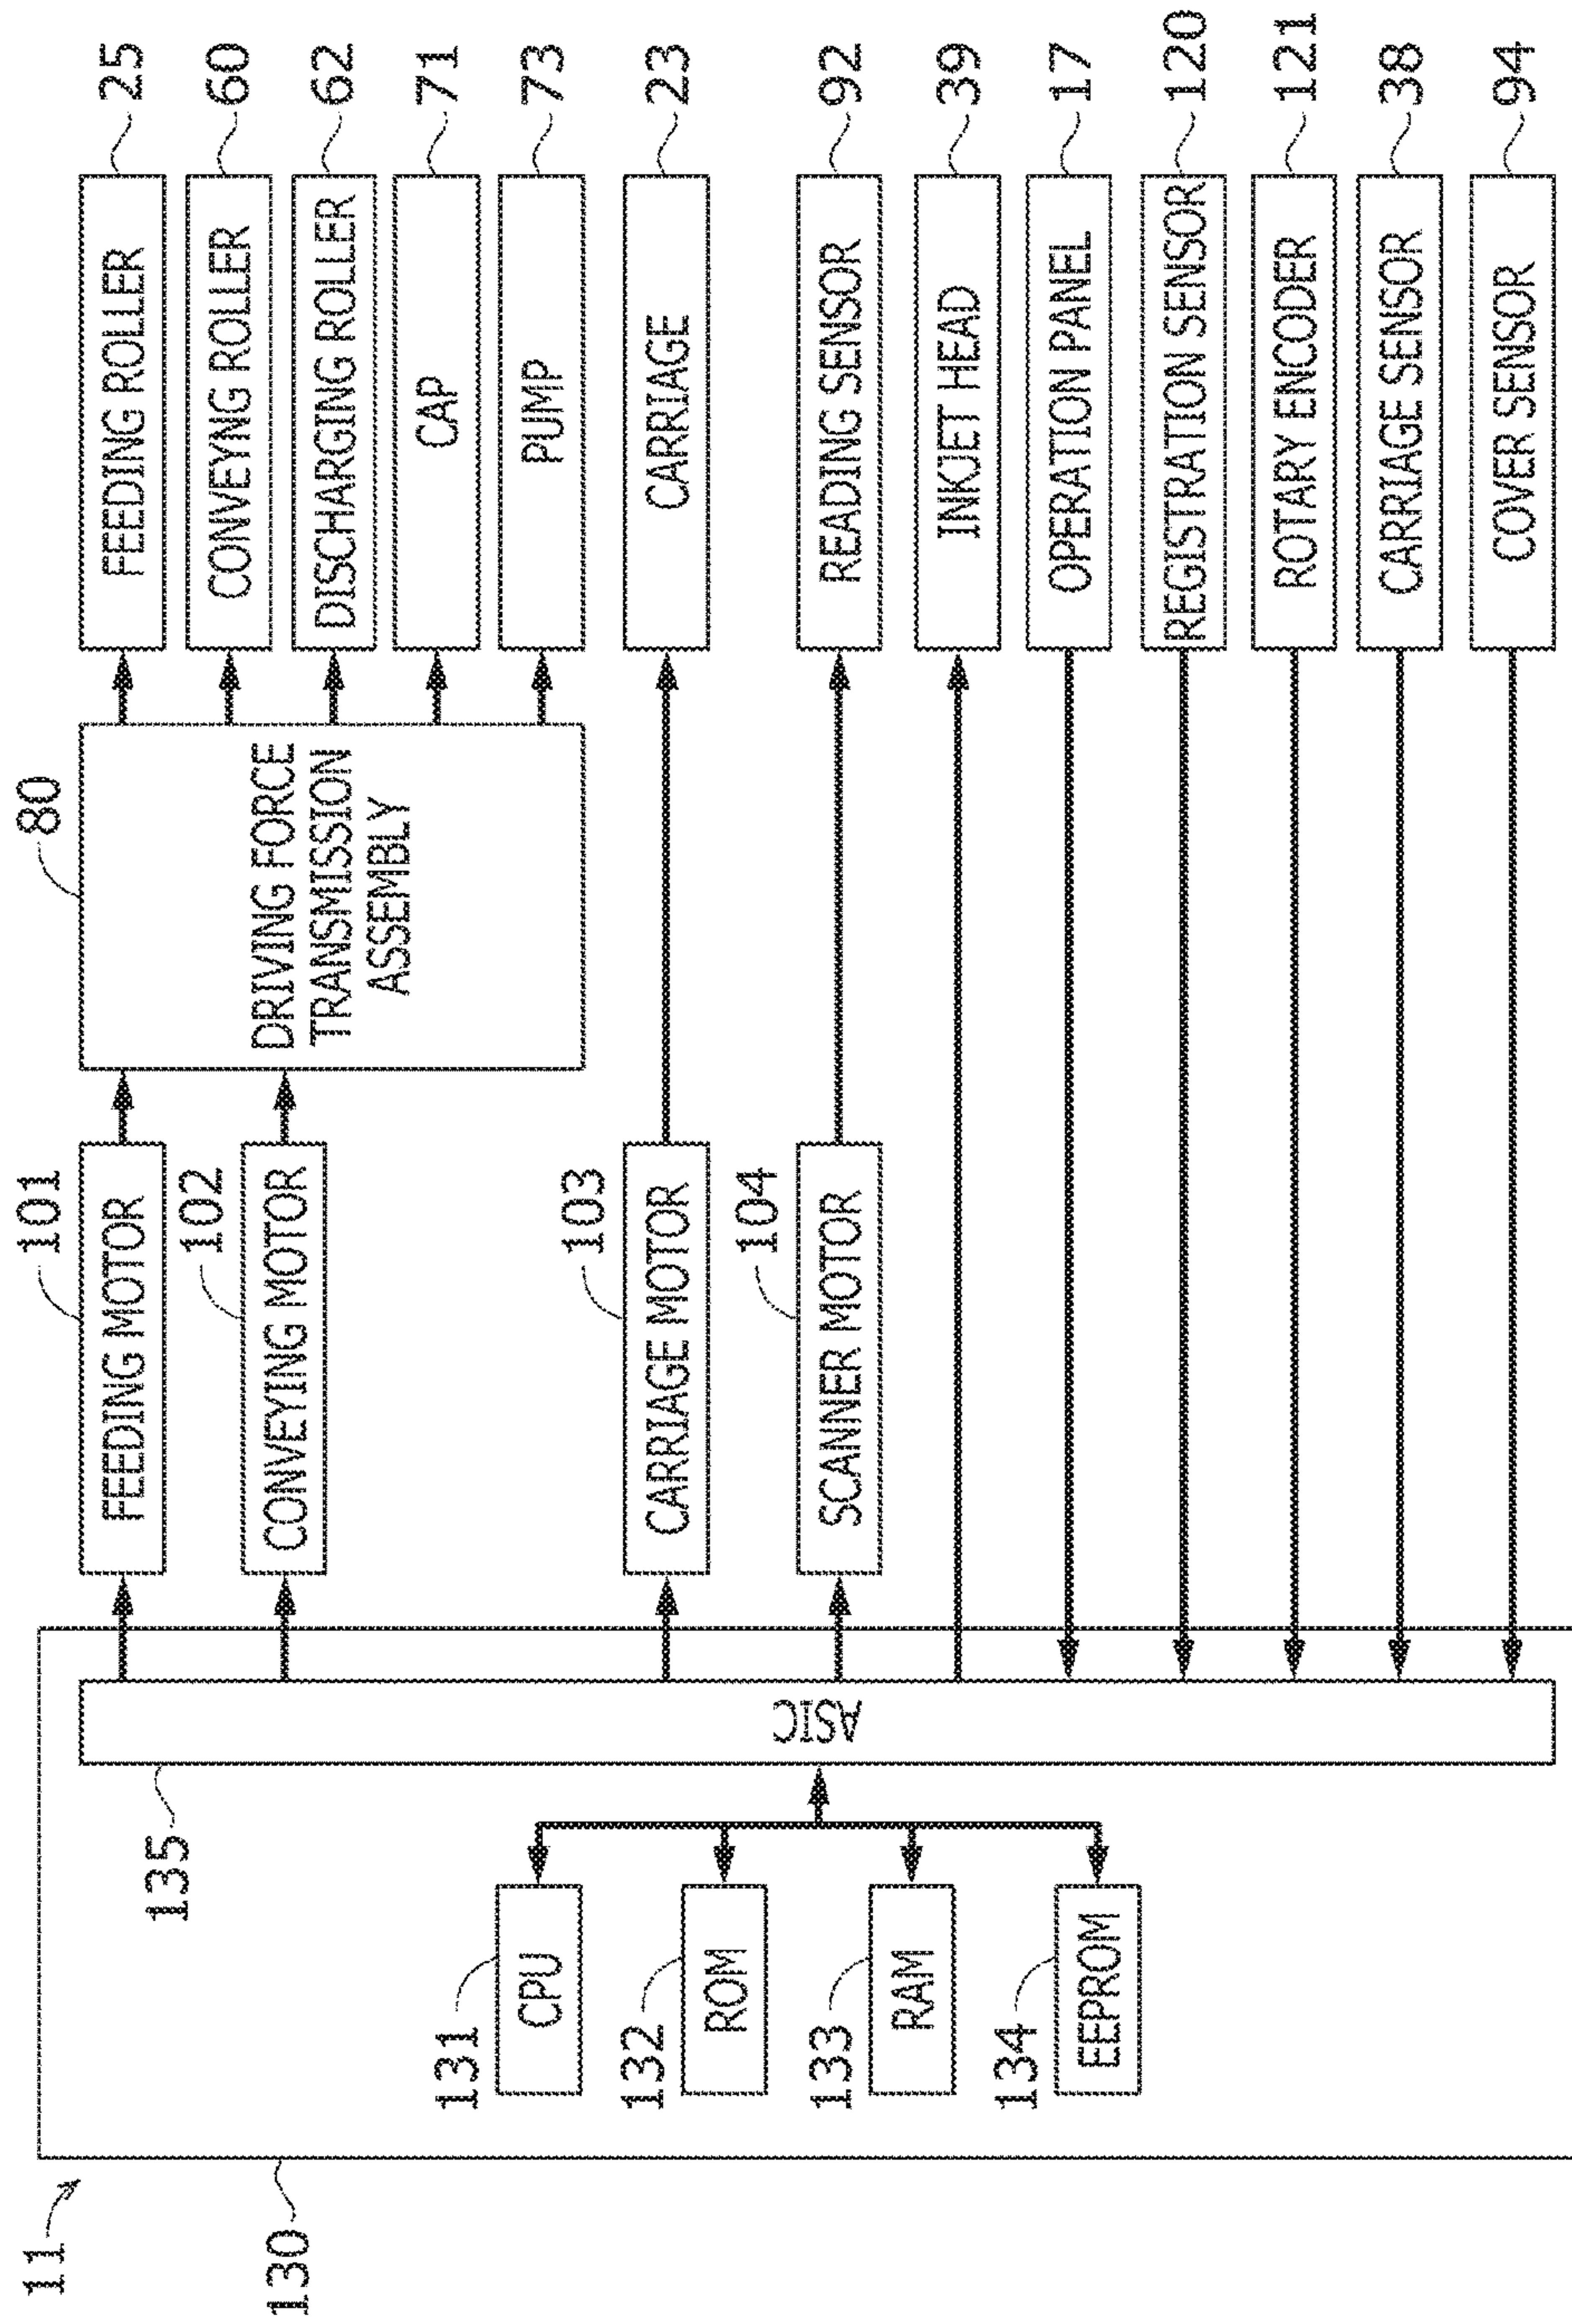 11
130
131
CPU
132
ROM
133
RAM
134
EEPROM
135
ASIC
101
FEEDING MOTOR
102
CONVEYING MOTOR
103
CARRIAGE MOTOR
104
SCANNER MOTOR
80
DRIVING FORCE
TRANSMISSION
ASSEMBLY
FEEDING ROLLER
25
CONVEYNG ROLLER
60
DISCHARGING ROLLER
62
CAP
71
PUMP
73
CARRIAGE
23
READING SENSOR
92
INKJET HEAD
39
OPERATION PANEL
17
REGISTRATION SENSOR
120
ROTARY ENCODER
121
CARRIAGE SENSOR
38
COVER SENSOR
94